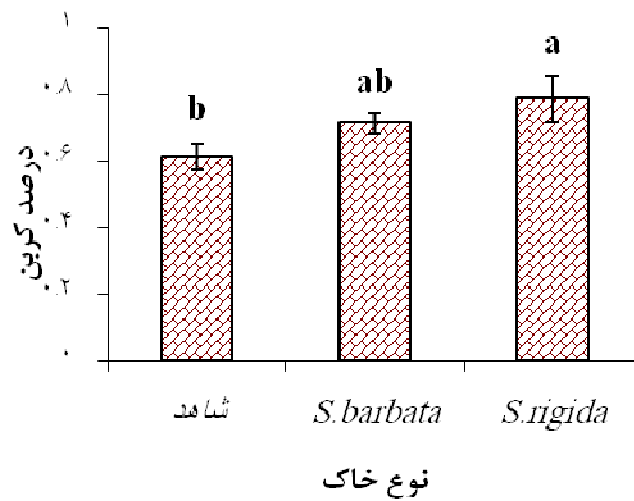 درصد کربن
۱
۰.۸
۰.۶
۰.۴
۰.۲
۰
b
ab
a
شاهد
S.barbata
S.rigida
نوع خاک